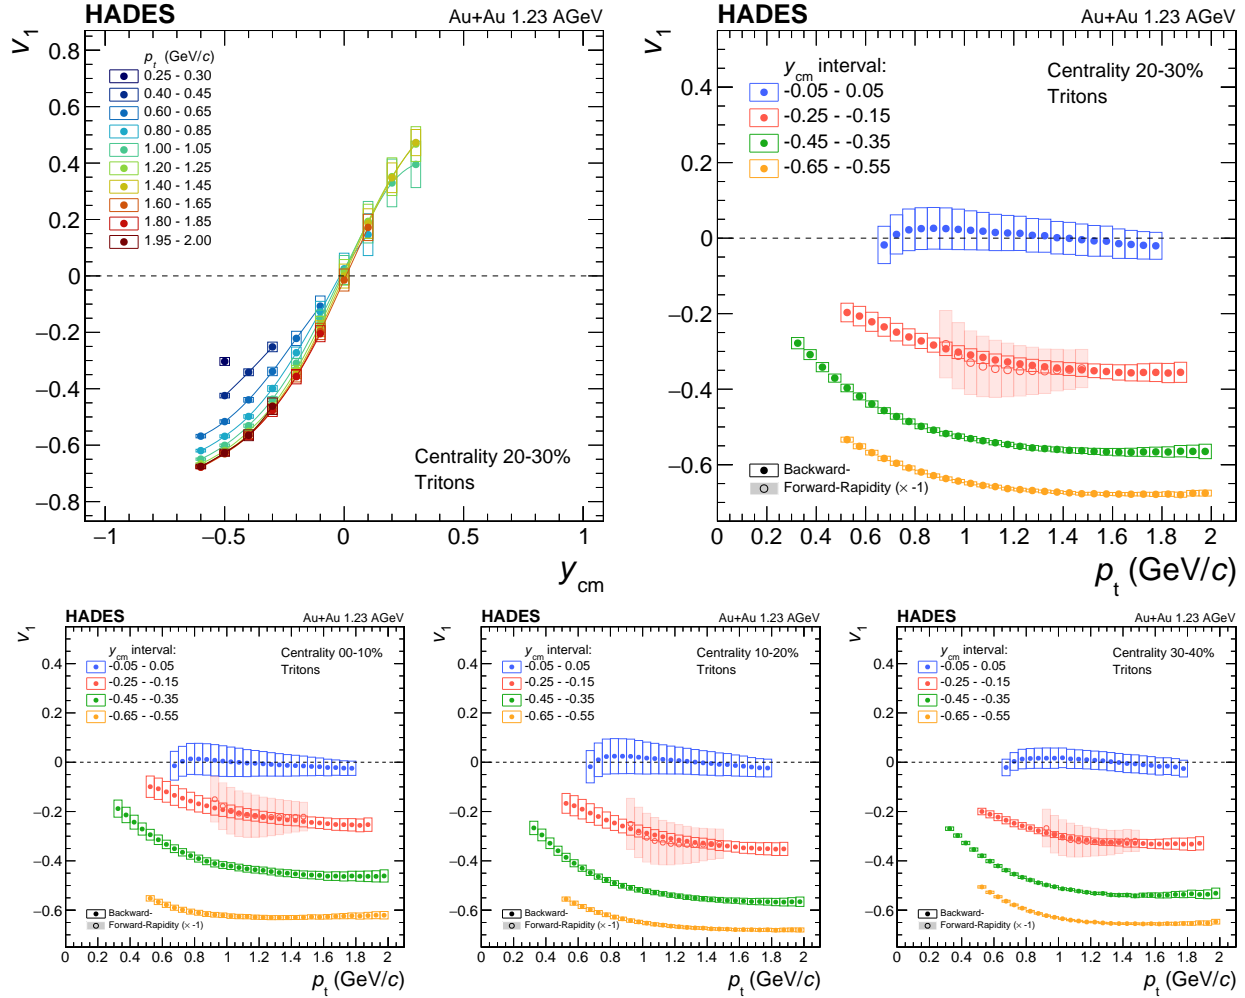 HADES Au+Au 1.23 AGeV
v1
p_t (GeV/c)
0.25 - 0.30
0.40 - 0.45
0.60 - 0.65
0.80 - 0.85
1.00 - 1.05
1.20 - 1.25
1.40 - 1.45
1.60 - 1.65
1.80 - 1.85
1.95 - 2.00
0.8
0.6
0.4
0.2
0
−0.2
−0.4
−0.6
−0.8
Centrality 20-30%
Tritons
−1 −0.5 0 0.5 1
y_cm
HADES Au+Au 1.23 AGeV
v1
y_cm interval:
-0.05 - 0.05
-0.25 - -0.15
-0.45 - -0.35
-0.65 - -0.55
Centrality 20-30%
Tritons
0.4
0.2
0
−0.2
−0.4
−0.6
Backward-
Forward-Rapidity (× -1)
0 0.2 0.4 0.6 0.8 1 1.2 1.4 1.6 1.8 2
p_t (GeV/c)
HADES Au+Au 1.23 AGeV
v1
y_cm interval:
-0.05 - 0.05
-0.25 - -0.15
-0.45 - -0.35
-0.65 - -0.55
Centrality 00-10%
Tritons
0.4
0.2
0
−0.2
−0.4
−0.6
Backward-
Forward-Rapidity (× -1)
0 0.2 0.4 0.6 0.8 1 1.2 1.4 1.6 1.8 2
p_t (GeV/c)
HADES Au+Au 1.23 AGeV
v1
y_cm interval:
-0.05 - 0.05
-0.25 - -0.15
-0.45 - -0.35
-0.65 - -0.55
Centrality 10-20%
Tritons
0.4
0.2
0
−0.2
−0.4
−0.6
Backward-
Forward-Rapidity (× -1)
0 0.2 0.4 0.6 0.8 1 1.2 1.4 1.6 1.8 2
p_t (GeV/c)
HADES Au+Au 1.23 AGeV
v1
y_cm interval:
-0.05 - 0.05
-0.25 - -0.15
-0.45 - -0.35
-0.65 - -0.55
Centrality 30-40%
Tritons
0.4
0.2
0
−0.2
−0.4
−0.6
Backward-
Forward-Rapidity (× -1)
0 0.2 0.4 0.6 0.8 1 1.2 1.4 1.6 1.8 2
p_t (GeV/c)